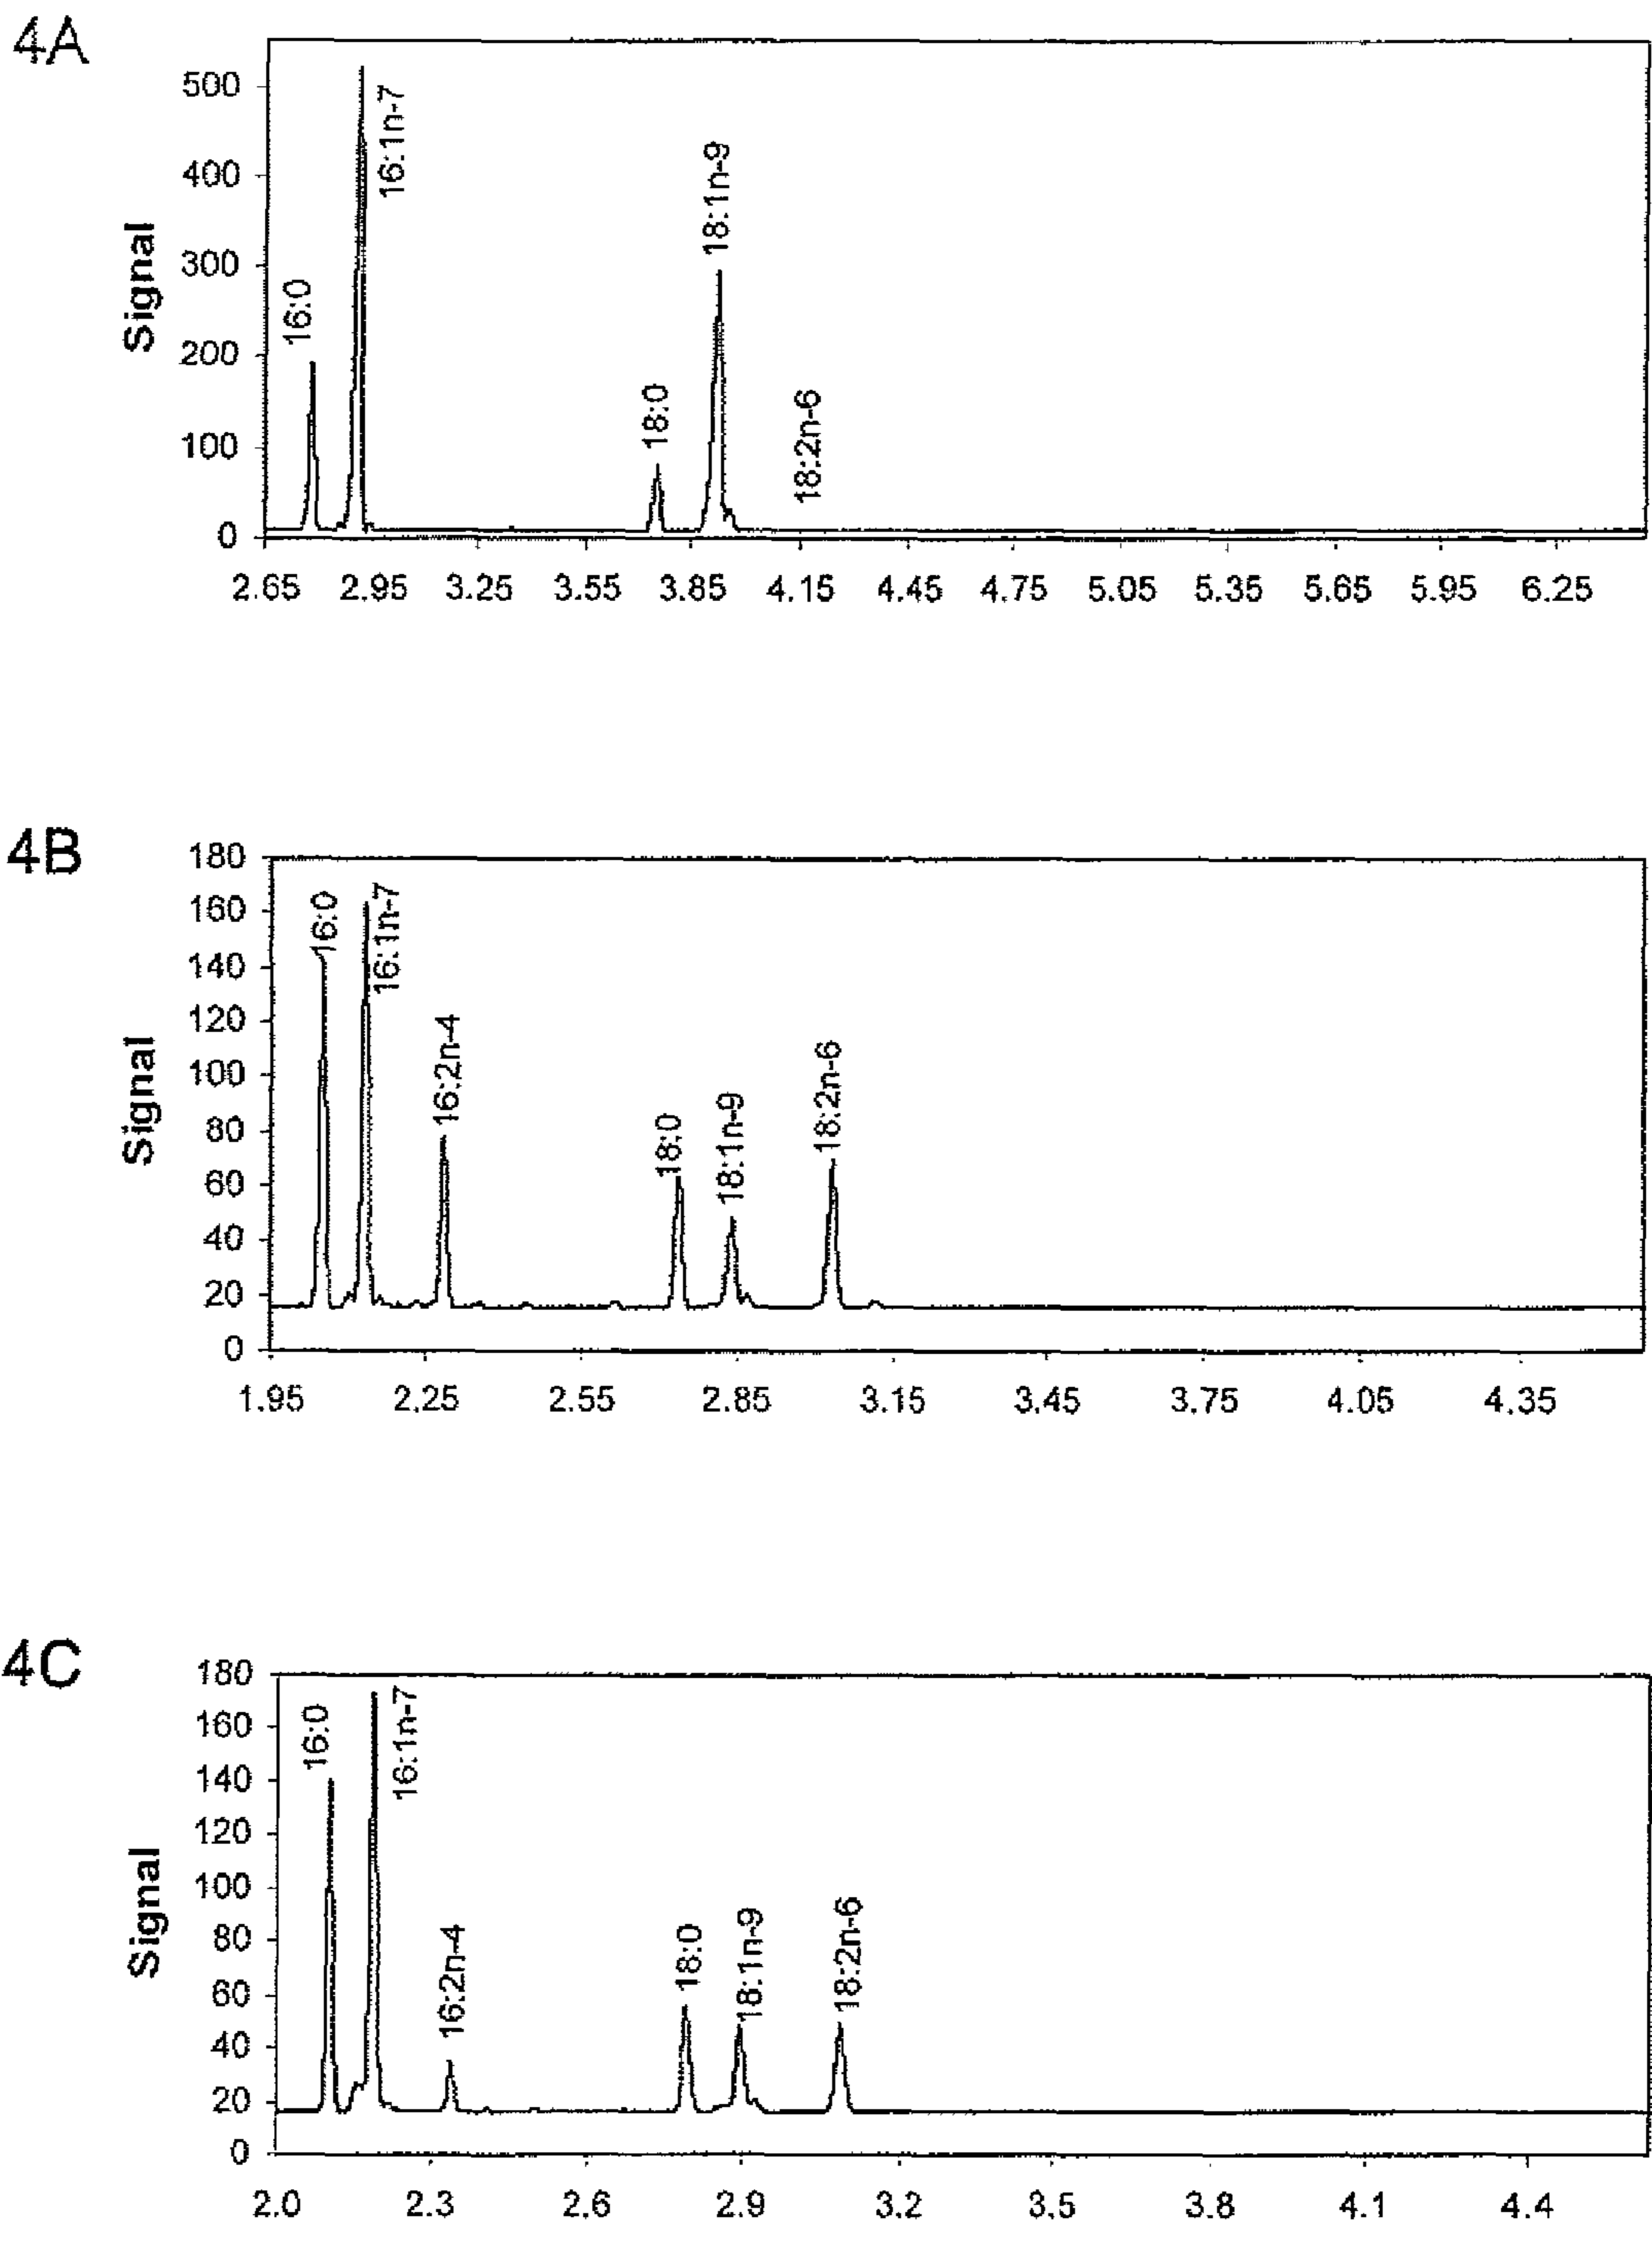 4A
Signal
500
400
300
200
100
0
16:0
16:1n-7
18:0
18:1n-9
18:2n-6
2.65 2.95 3.25 3.55 3.85 4.15 4.45 4.75 5.05 5.35 5.65 5.95 6.25
4B
Signal
180
160
140
120
100
80
60
40
20
0
16:0
16:1n-7
16:2n-4
18:0
18:1n-9
18:2n-6
1.95 2.25 2.55 2.85 3.15 3.45 3.75 4.05 4.35
4C
Signal
180
160
140
120
100
80
60
40
20
0
16:0
16:1n-7
16:2n-4
18:0
18:1n-9
18:2n-6
2.0 2.3 2.6 2.9 3.2 3.5 3.8 4.1 4.4